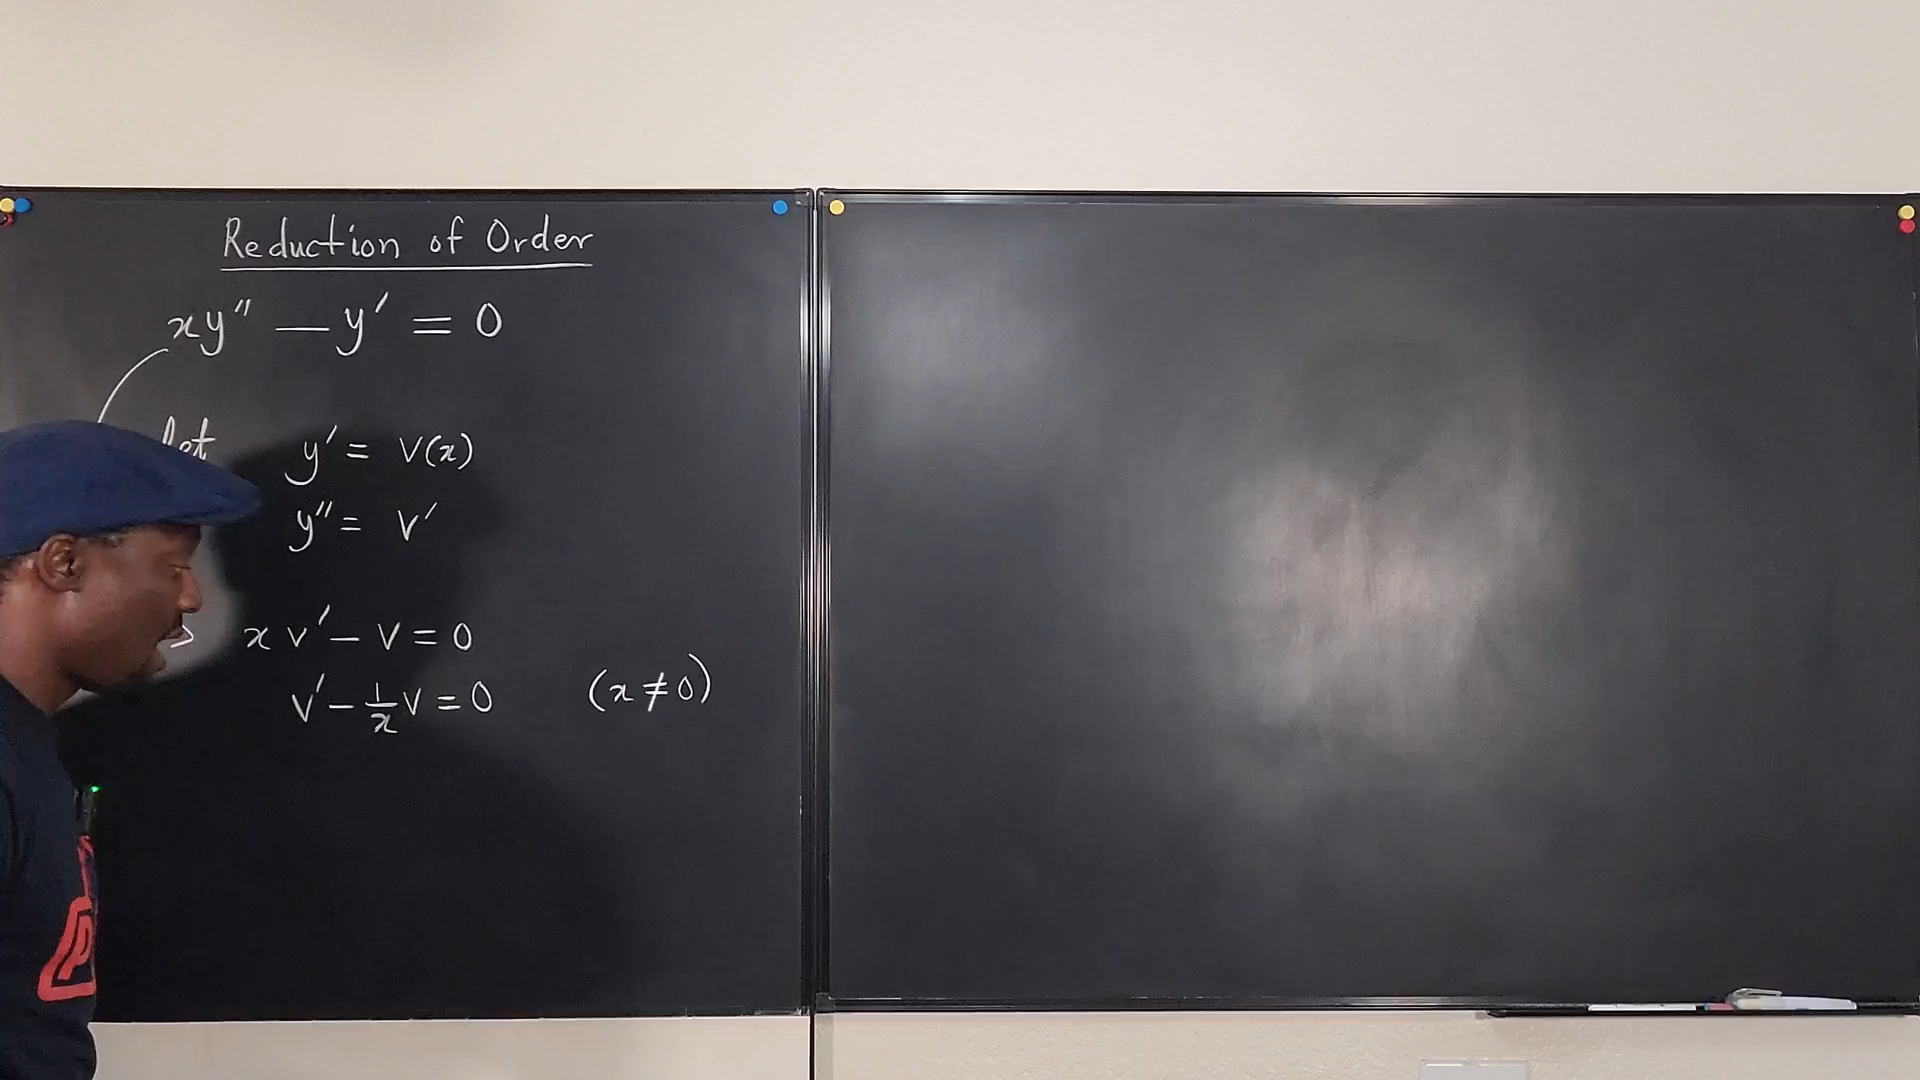 Reduction of Order
xy″ — y′ = 0
let y′ = v(x)
y″ = v′
x v′ − v = 0
v′ − 1/x v = 0 (x ≠ 0)